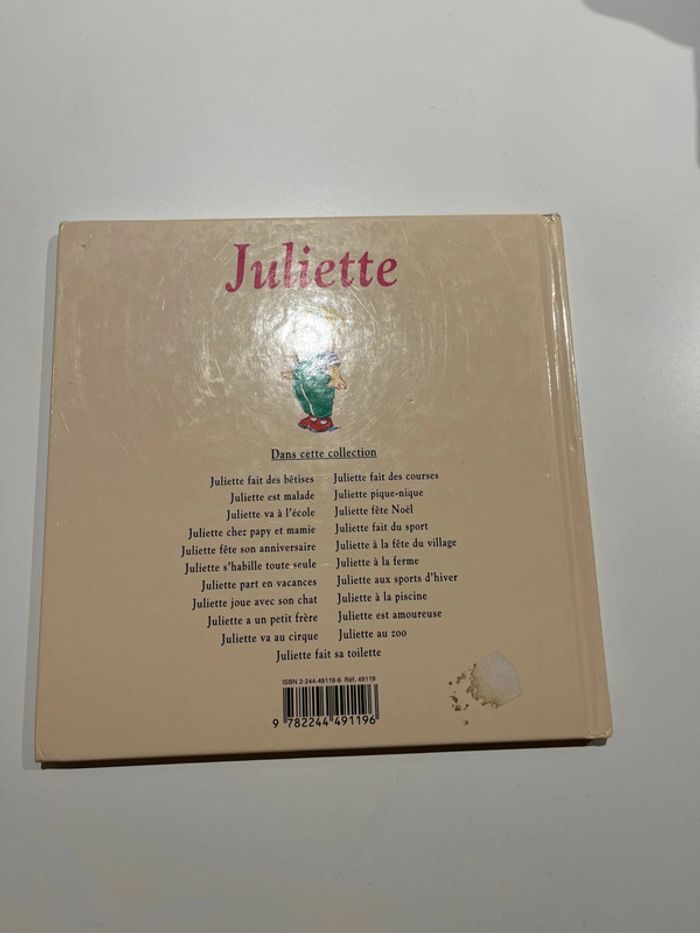 Juliette
Dans cette collection
Juliette fait des bêtises
Juliette est malade
Juliette va à l'école
Juliette chez papy et mamie
Juliette fête son anniversaire
Juliette s'habille toute seule
Juliette part en vacances
Juliette joue avec son chat
Juliette a un petit frère
Juliette va au cirque
Juliette fait des courses
Juliette pique-nique
Juliette fête Noël
Juliette fait du sport
Juliette à la fête du village
Juliette à la ferme
Juliette aux sports d'hiver
Juliette à la piscine
Juliette est amoureuse
Juliette au zoo
Juliette fait sa toilette
ISBN 2-244-49119-6 Réf. 49119
9 782244 491196